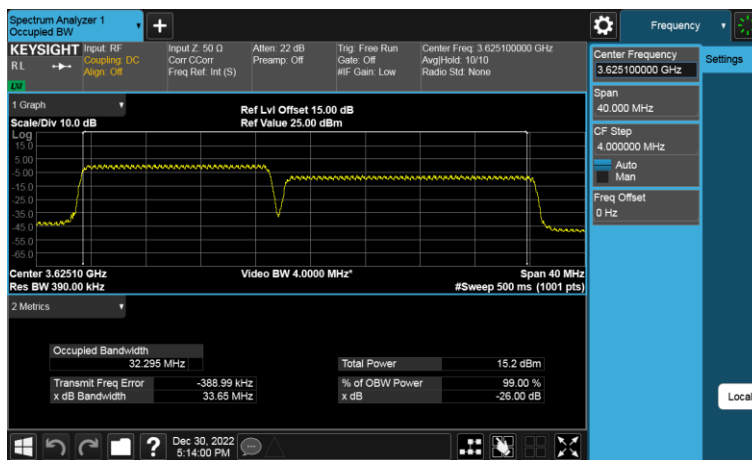 Spectrum Analyzer 1
Occupied BW
Frequency
KEYSIGHT
RL
LXI
Input: RF
Coupling: DC
Align: Off
Input Z: 50 Ω
Corr CCorr
Freq Ref: Int (S)
Atten: 22 dB
Preamp: Off
Trig: Free Run
Gate: Off
#IF Gain: Low
Center Freq: 3.625100000 GHz
Avg|Hold: 10/10
Radio Std: None
Center Frequency
3.625100000 GHz
Settings
Span
40.000 MHz
CF Step
4.000000 MHz
Auto
Man
Freq Offset
0 Hz
1 Graph
Scale/Div 10.0 dB
Ref Lvl Offset 15.00 dB
Ref Value 25.00 dBm
Log
15.0
5.00
-5.00
-15.0
-25.0
-35.0
-45.0
-55.0
-65.0
Center 3.62510 GHz
Res BW 390.00 kHz
Video BW 4.0000 MHz*
Span 40 MHz
#Sweep 500 ms (1001 pts)
2 Metrics
Occupied Bandwidth
32.295 MHz
Total Power 15.2 dBm
Transmit Freq Error -388.99 kHz
x dB Bandwidth 33.65 MHz
% of OBW Power 99.00 %
x dB -26.00 dB
Local
Dec 30, 2022
5:14:00 PM